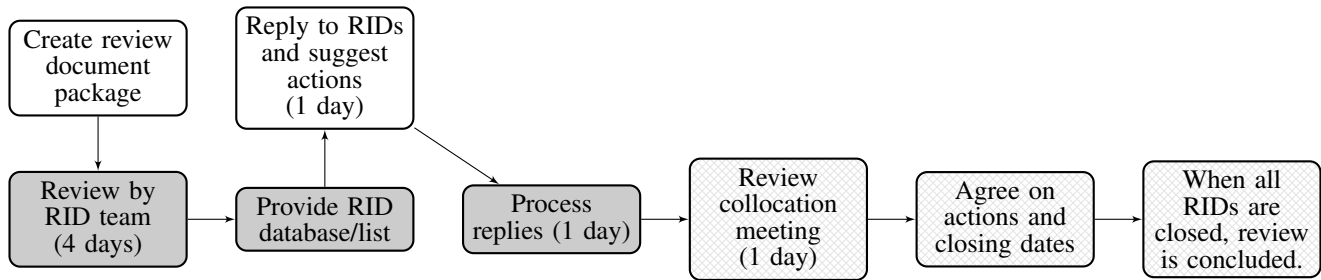 Create review
document
package
Review by
RID team
(4 days)
Provide RID
database/list
Reply to RIDs
and suggest
actions
(1 day)
Process
replies (1 day)
Review
collocation
meeting
(1 day)
Agree on
actions and
closing dates
When all
RIDs are
closed, review
is concluded.